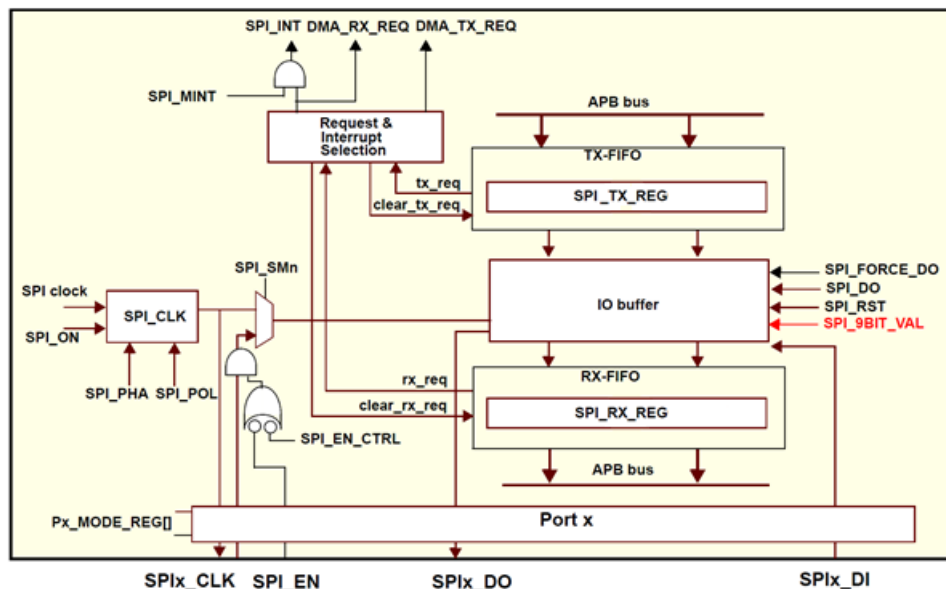 SPI_INT DMA_RX_REQ DMA_TX_REQ
SPI_MINT
Request &
Interrupt
Selection
APB bus
TX-FIFO
tx_req
SPI_TX_REG
clear_tx_req
SPI_SMn
SPI_FORCE_DO
SPI clock
SPI_DO
IO buffer
SPI_CLK
SPI_RST
SPI_9BIT_VAL
SPI_ON
rx_req
RX-FIFO
SPI_PHA SPI_POL
clear_rx_req
SPI_RX_REG
SPI_EN_CTRL
APB bus
Px_MODE_REG[]
Port x
SPIx_CLK SPI_EN SPIx_DO SPIx_DI